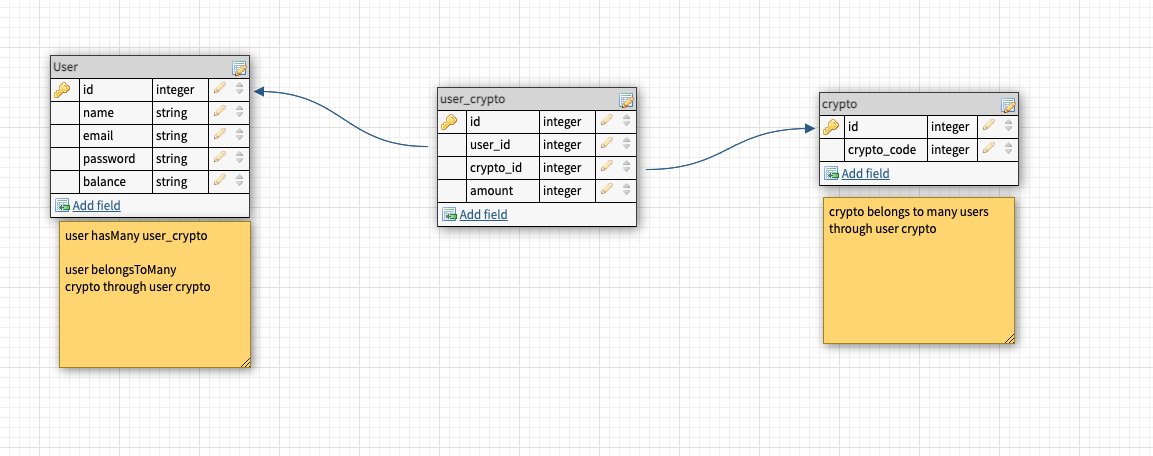 User
id integer
name string
email string
password string
balance string
Add field
user hasMany user_crypto
user belongsToMany
crypto through user crypto
user_crypto
id integer
user_id integer
crypto_id integer
amount integer
Add field
crypto
id integer
crypto_code integer
Add field
crypto belongs to many users
through user crypto